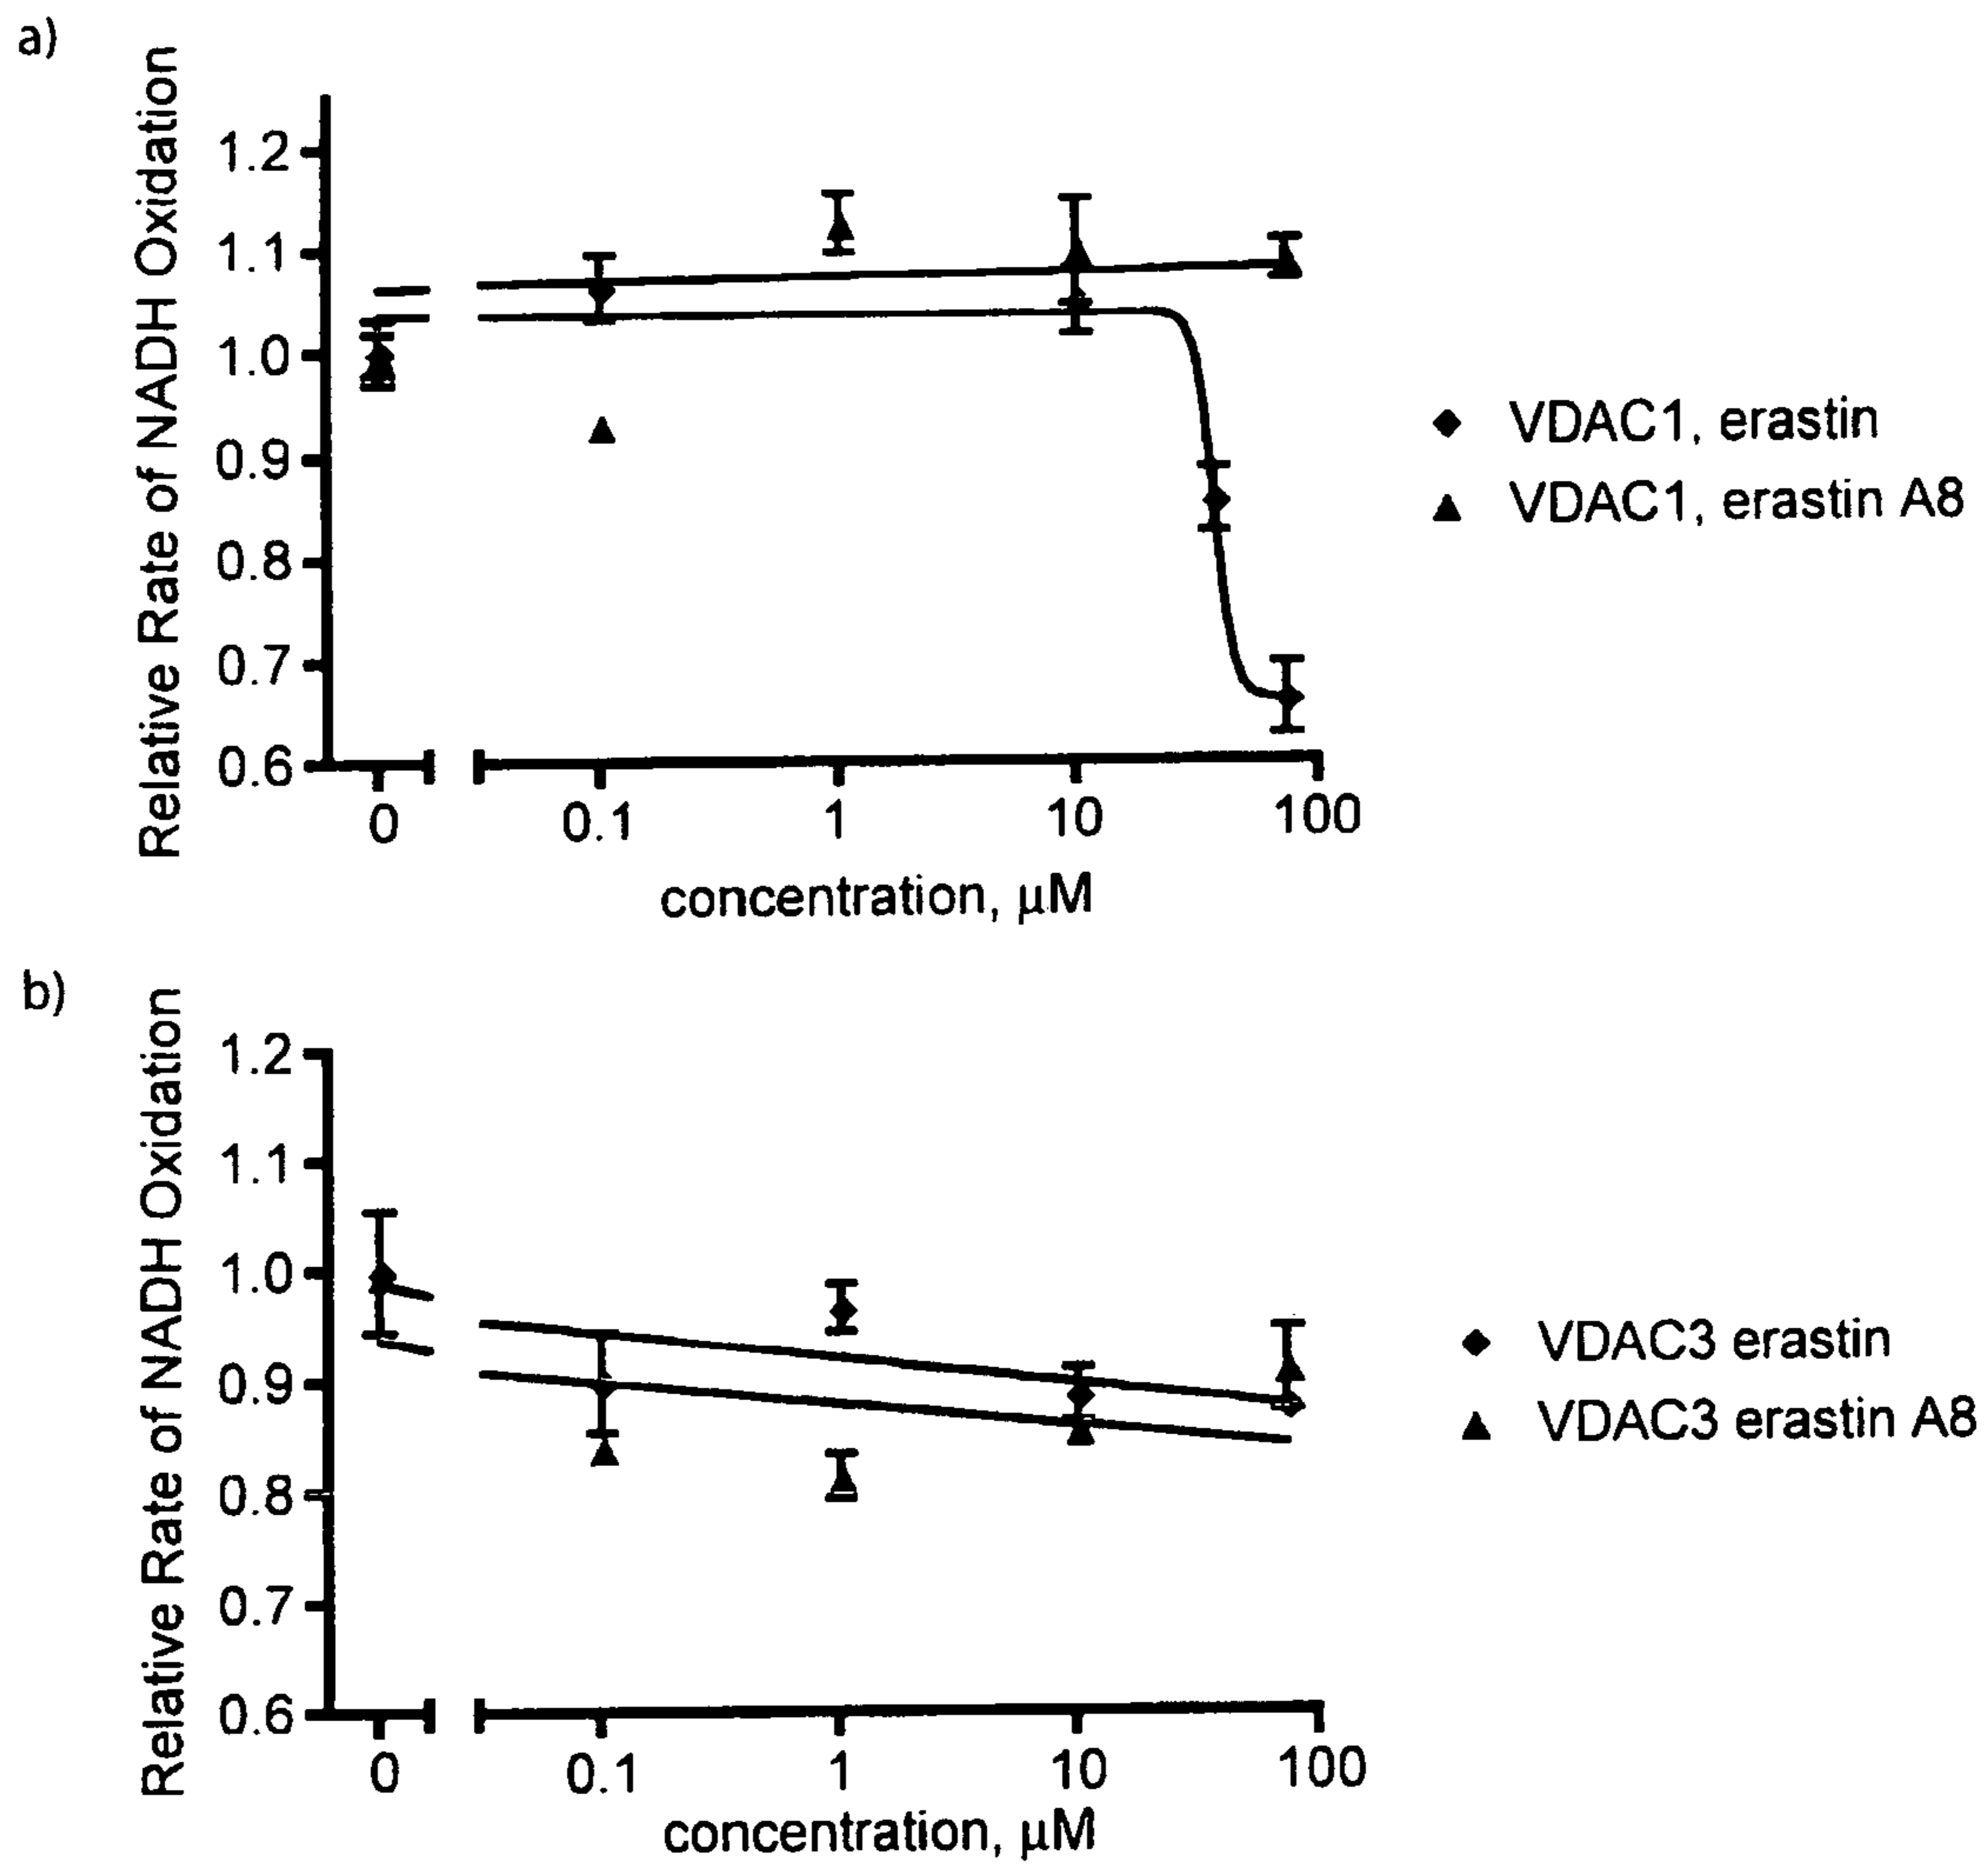 a)
Relative Rate of NADH Oxidation
1.2
1.1
1.0
0.9
0.8
0.7
0.6
0 0.1 1 10 100
concentration, μM
VDAC1, erastin
VDAC1, erastin A8
b)
Relative Rate of NADH Oxidation
1.2
1.1
1.0
0.9
0.8
0.7
0.6
0 0.1 1 10 100
concentration, μM
VDAC3 erastin
VDAC3 erastin A8